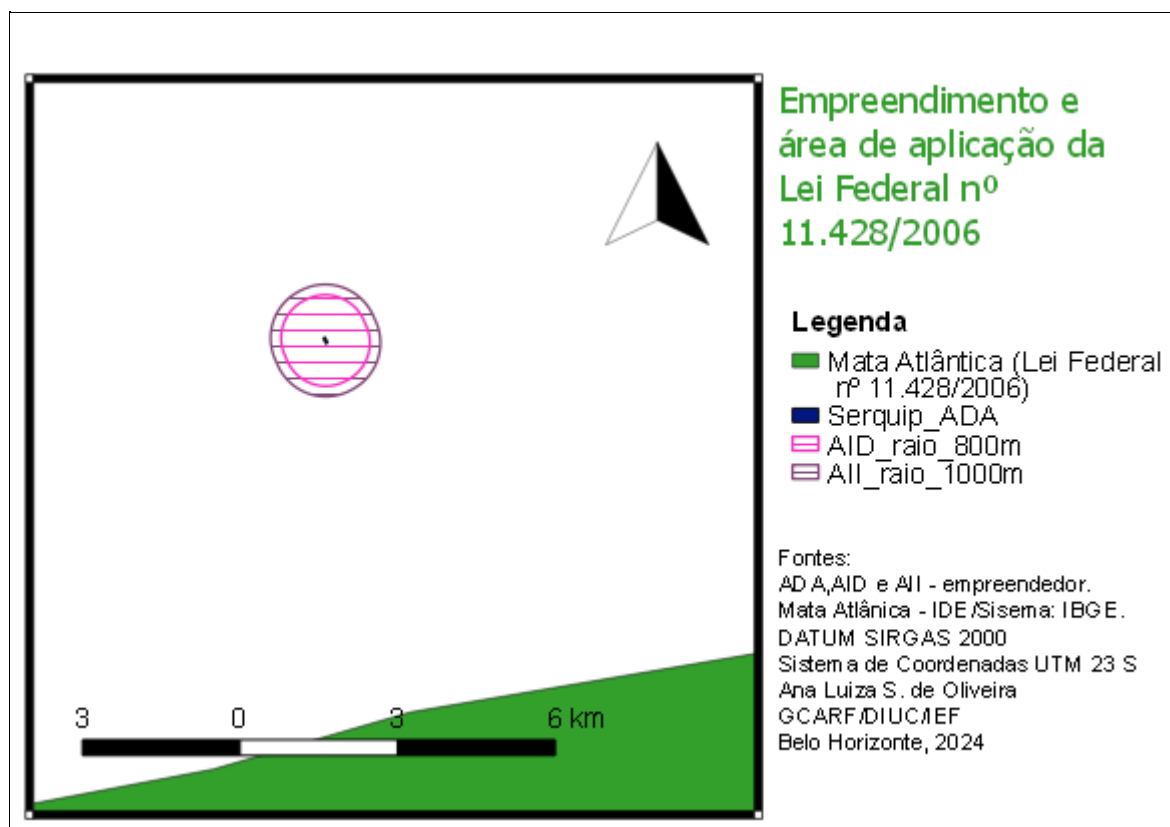 Empreendimento e
área de aplicação da
Lei Federal nº
11.428/2006
Legenda
Mata Atlântica (Lei Federal
nº 11.428/2006)
Serquip_ADA
AID_raio_800m
AII_raio_1000m
Fontes:
ADA,AID e AII - empreendedor.
Mata Atlânica - IDE/Sisema: IBGE.
DATUM SIRGAS 2000
Sistema de Coordenadas UTM 23 S
Ana Luiza S. de Oliveira
GCARF/DIUC/IEF
Belo Horizonte, 2024
3 0 3 6 km